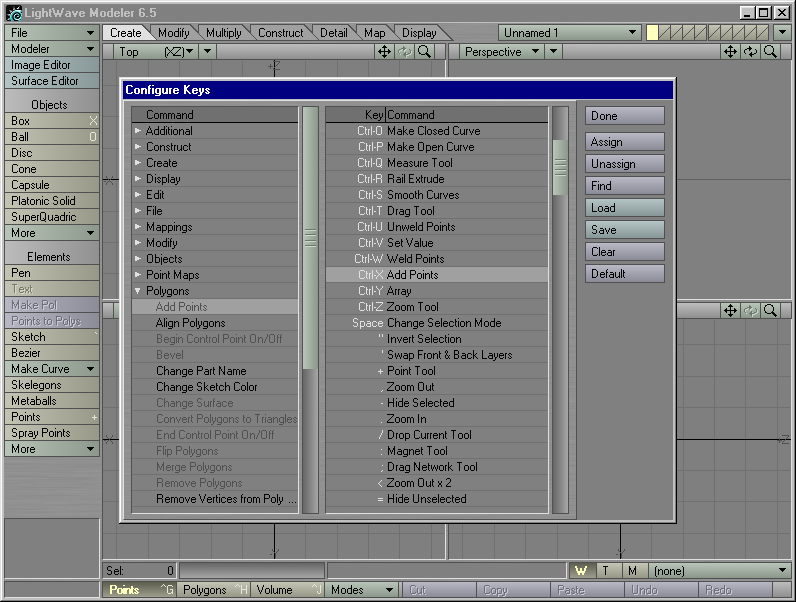 LightWave Modeler 6.5
File
Modeler
Image Editor
Surface Editor
Objects
Box X
Ball O
Disc
Cone
Capsule
Platonic Solid
SuperQuadric
More
Elements
Pen
Text
Make Pol
Points to Polys
Sketch `
Bezier
Make Curve
Skelegons
Metaballs
Points +
Spray Points
More
Create Modify Multiply Construct Detail Map Display Unnamed 1
Top (XZ) Perspective
Configure Keys
Command
Additional
Construct
Create
Display
Edit
File
Mappings
Modify
Objects
Point Maps
Polygons
Add Points
Align Polygons
Begin Control Point On/Off
Bevel
Change Part Name
Change Sketch Color
Change Surface
Convert Polygons to Triangles
End Control Point On/Off
Flip Polygons
Merge Polygons
Remove Polygons
Remove Vertices from Poly ...
Key Command
Ctrl-O Make Closed Curve
Ctrl-P Make Open Curve
Ctrl-Q Measure Tool
Ctrl-R Rail Extrude
Ctrl-S Smooth Curves
Ctrl-T Drag Tool
Ctrl-U Unweld Points
Ctrl-V Set Value
Ctrl-W Weld Points
Ctrl-X Add Points
Ctrl-Y Array
Ctrl-Z Zoom Tool
Space Change Selection Mode
" Invert Selection
' Swap Front & Back Layers
+ Point Tool
, Zoom Out
- Hide Selected
. Zoom In
/ Drop Current Tool
: Magnet Tool
; Drag Network Tool
< Zoom Out x 2
= Hide Unselected
Done
Assign
Unassign
Find
Load
Save
Clear
Default
Sel: 0 W T M (none)
Points ^G Polygons ^H Volume ^J Modes Cut Copy Paste Undo Redo